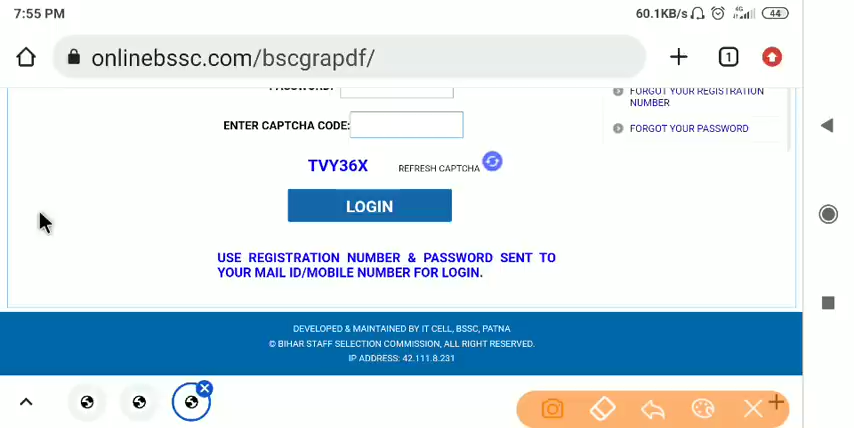 7:55 PM
60.1KB/s 4G 44
onlinebssc.com/bscgrapdf/
1
PASSWORD:
FORGOT YOUR REGISTRATION
NUMBER
ENTER CAPTCHA CODE:
FORGOT YOUR PASSWORD
TVY36X REFRESH CAPTCHA
LOGIN
USE REGISTRATION NUMBER & PASSWORD SENT TO
YOUR MAIL ID/MOBILE NUMBER FOR LOGIN.
DEVELOPED & MAINTAINED BY IT CELL, BSSC, PATNA
© BIHAR STAFF SELECTION COMMISSION, ALL RIGHT RESERVED.
IP ADDRESS: 42.111.8.231